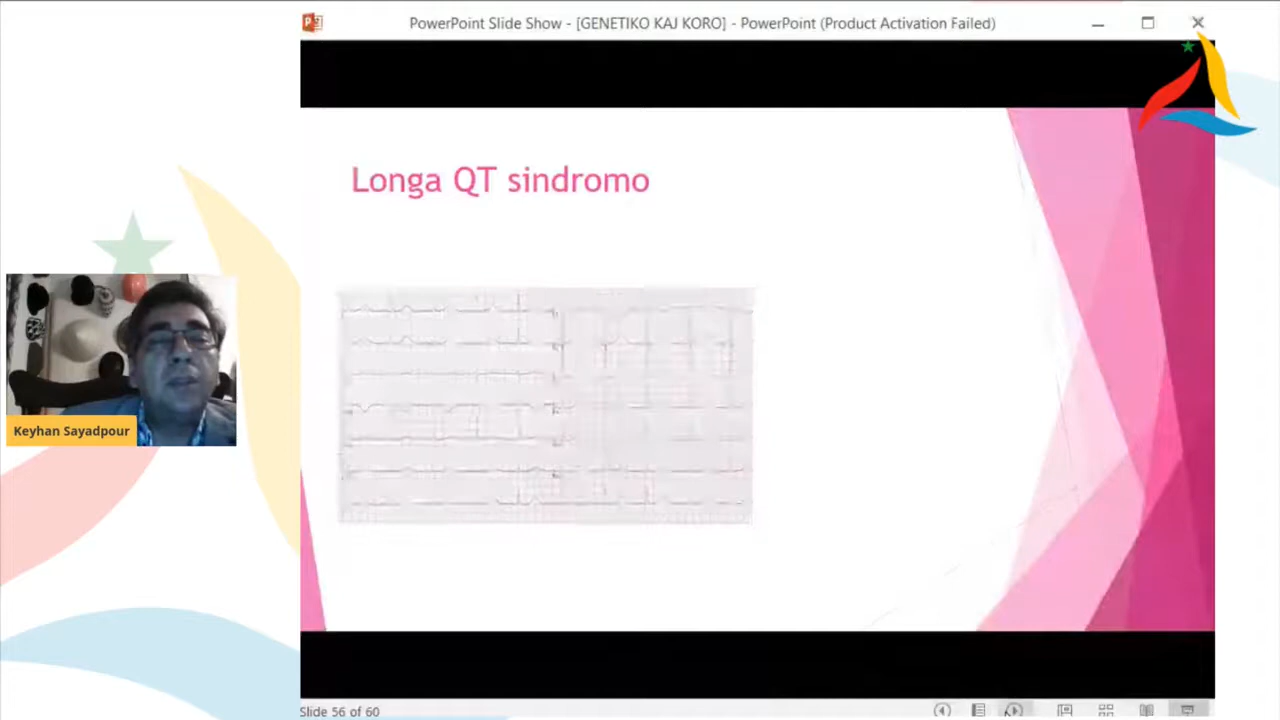 PowerPoint Slide Show - [GENETIKO KAJ KORO] - PowerPoint (Product Activation Failed)
Longa QT sindromo
Keyhan Sayadpour
Slide 56 of 60